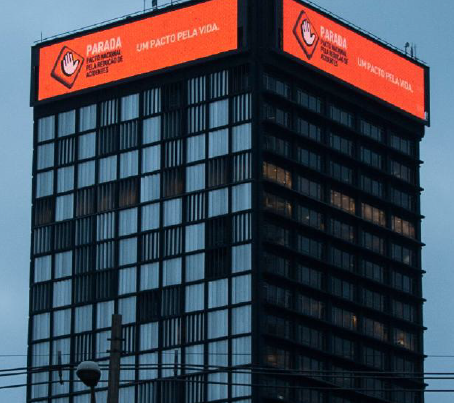 PARADA
PACTO NACIONAL
PELA REDUÇÃO DE
ACIDENTES
UM PACTO PELA VIDA.
PARADA
PACTO NACIONAL
PELA REDUÇÃO DE
ACIDENTES
UM PACTO PELA VIDA.